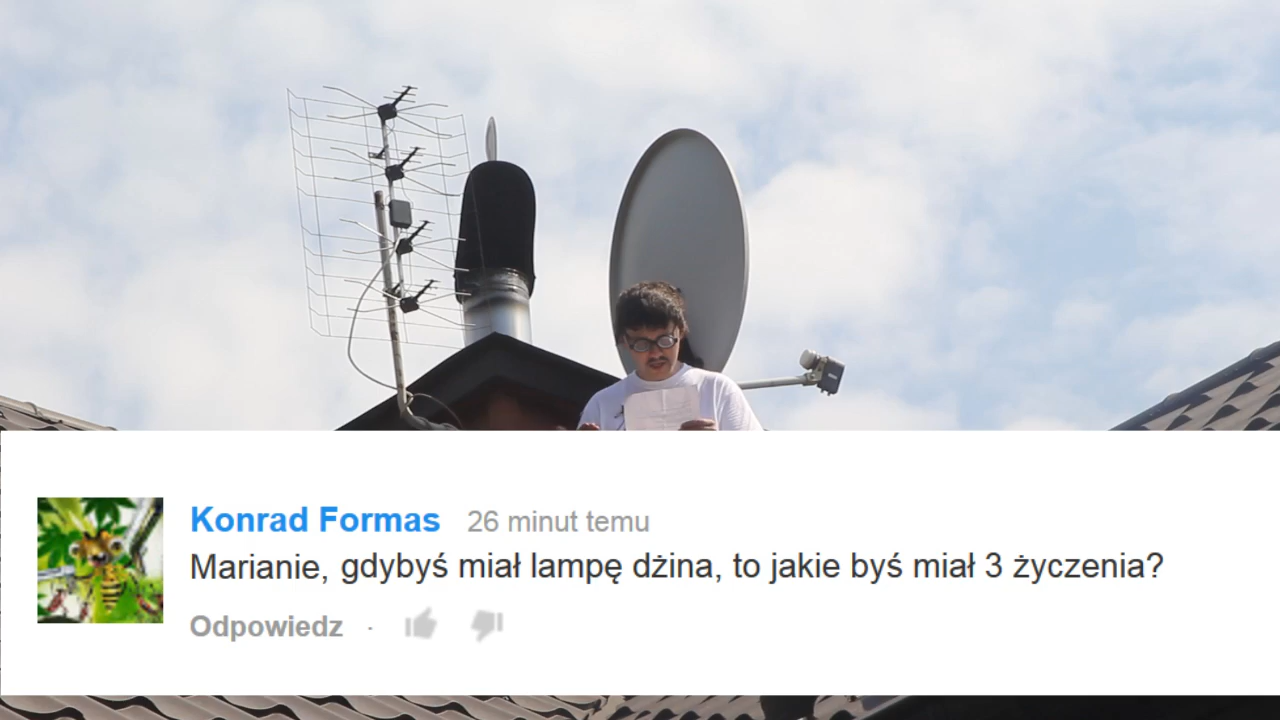 Konrad Formas 26 minut temu
Marianie, gdybyś miał lampę dżina, to jakie byś miał 3 życzenia?
Odpowiedz ·